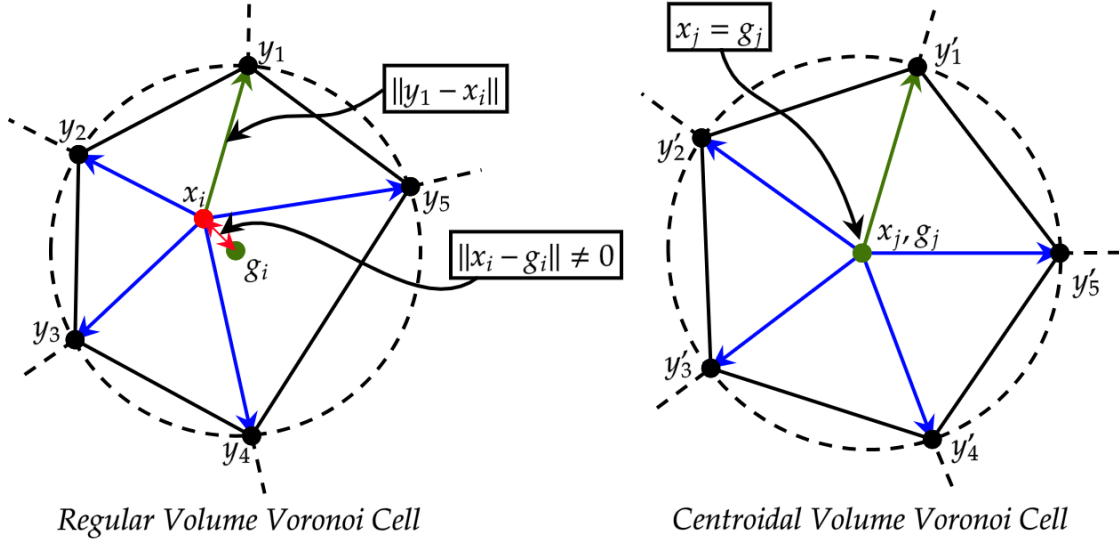 y₁
‖y₁ − xᵢ‖
y₂
xᵢ
y₅
‖xᵢ − gᵢ‖ ≠ 0
gᵢ
y₃
y₄
Regular Volume Voronoi Cell
xⱼ = gⱼ
y′₁
y′₂
xⱼ, gⱼ
y′₅
y′₃
y′₄
Centroidal Volume Voronoi Cell